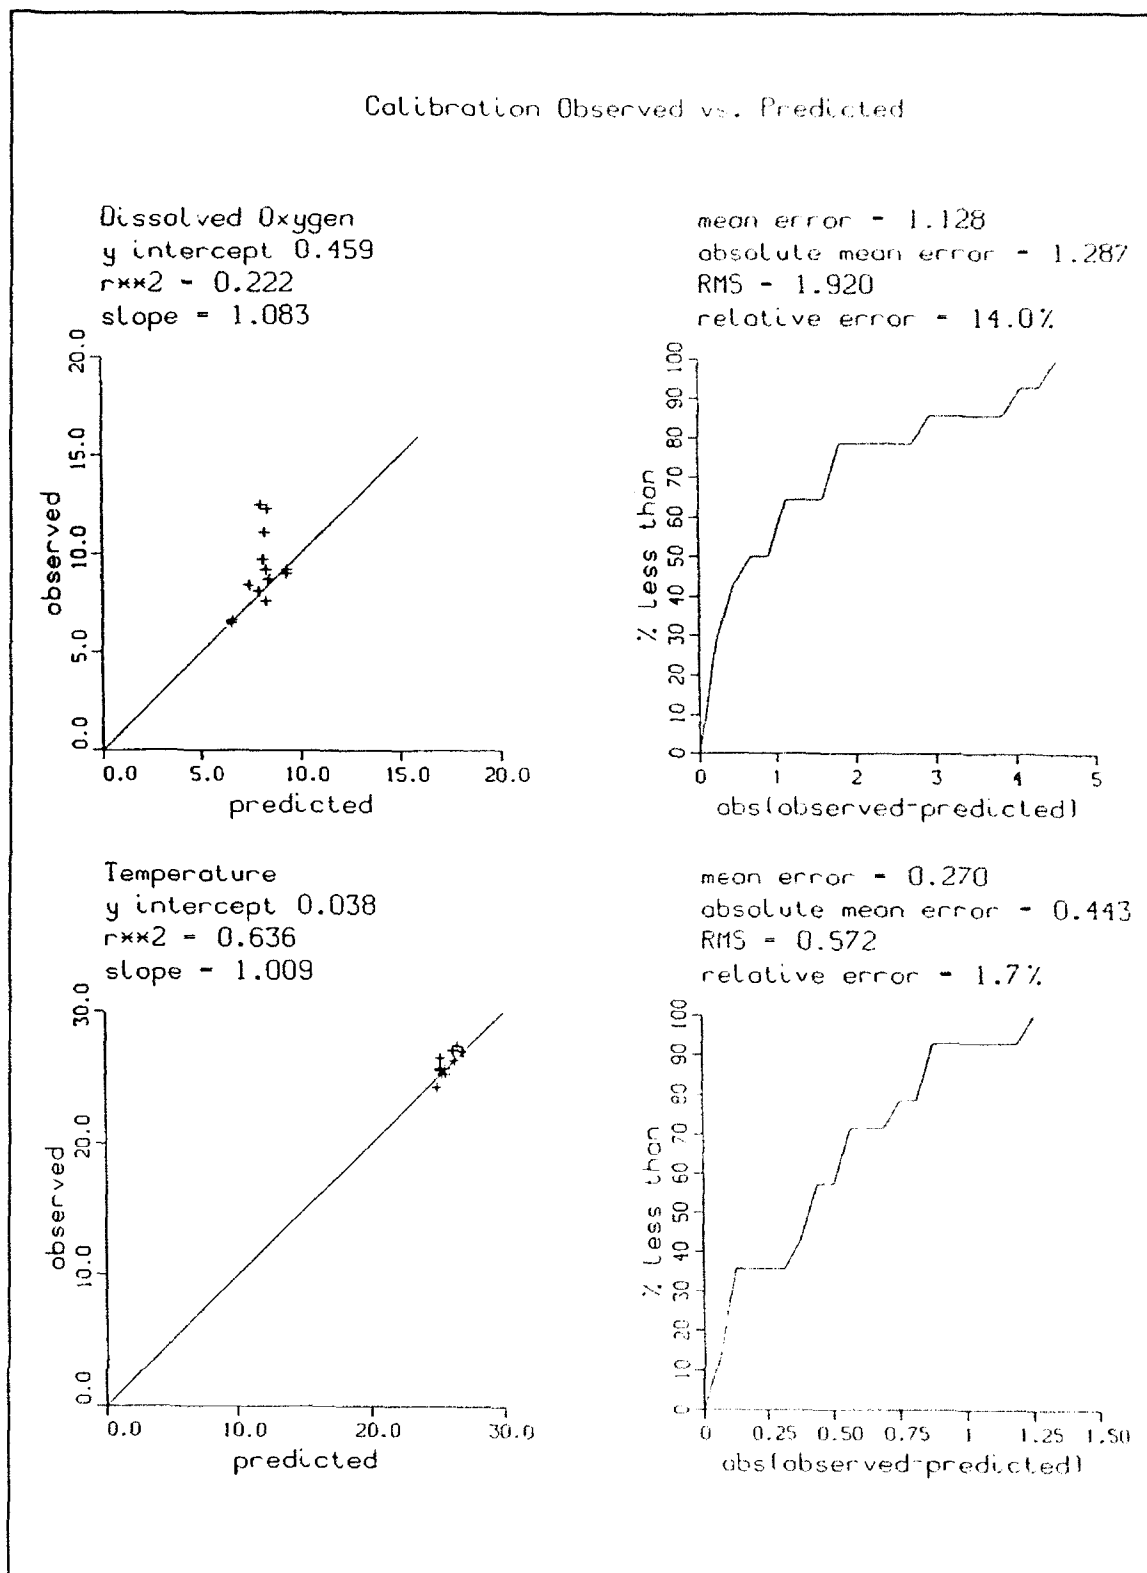 Calibration Observed vs. Predicted
Dissolved Oxygen
y intercept 0.459
r**2 - 0.222
slope = 1.083
20.0
15.0
10.0
5.0
0.0
observed
0.0 5.0 10.0 15.0 20.0
predicted
mean error - 1.128
absolute mean error - 1.287
RMS - 1.920
relative error - 14.0%
100
90
80
70
60
50
40
30
20
10
0
% less than
0 1 2 3 4 5
abs(observed-predicted)
Temperature
y intercept 0.038
r**2 - 0.636
slope - 1.009
30.0
20.0
10.0
0.0
observed
0.0 10.0 20.0 30.0
predicted
mean error - 0.270
absolute mean error - 0.443
RMS = 0.572
relative error - 1.7%
100
90
80
70
60
50
40
30
20
10
0
% less than
0 0.25 0.50 0.75 1 1.25 1.50
abs(observed-predicted)